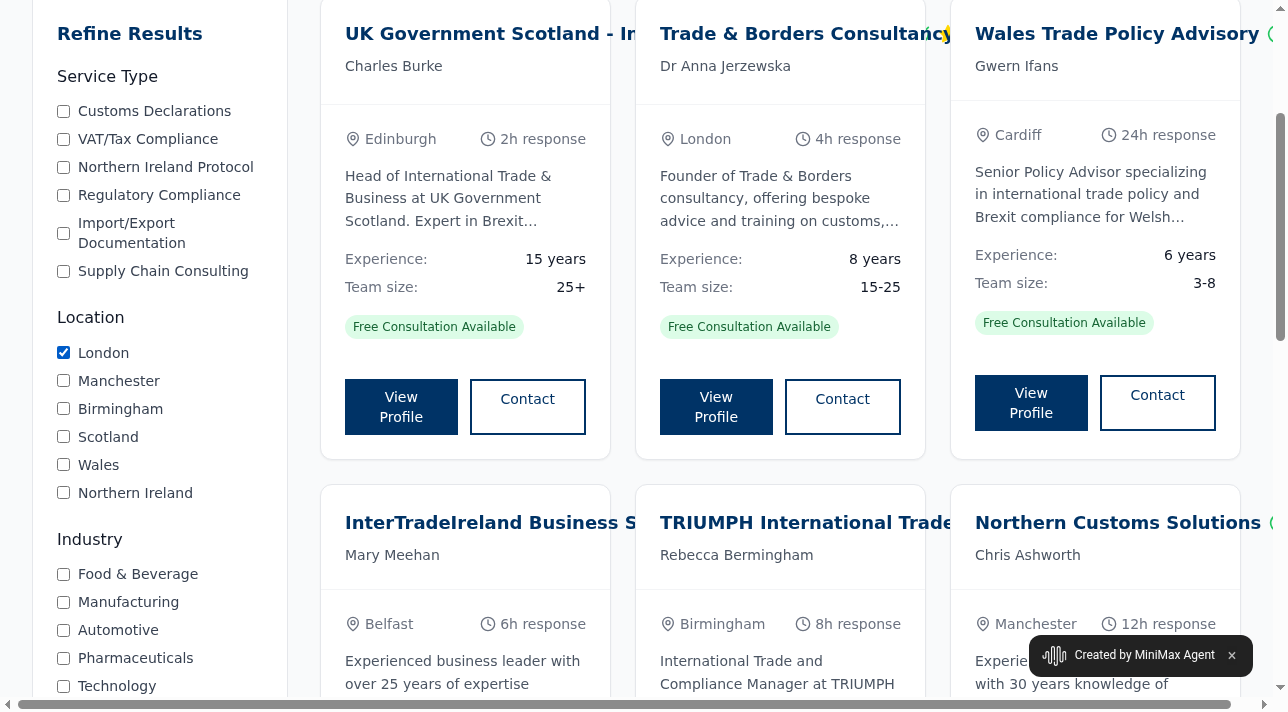 Refine Results
Service Type
Customs Declarations
VAT/Tax Compliance
Northern Ireland Protocol
Regulatory Compliance
Import/Export
Documentation
Supply Chain Consulting
Location
London
Manchester
Birmingham
Scotland
Wales
Northern Ireland
Industry
Food & Beverage
Manufacturing
Automotive
Pharmaceuticals
Technology
UK Government Scotland - In
Charles Burke
Edinburgh
2h response
Head of International Trade &
Business at UK Government
Scotland. Expert in Brexit...
Experience: 15 years
Team size: 25+
Free Consultation Available
View
Profile
Contact
Trade & Borders Consultancy
Dr Anna Jerzewska
London
4h response
Founder of Trade & Borders
consultancy, offering bespoke
advice and training on customs,...
Experience: 8 years
Team size: 15-25
Free Consultation Available
View
Profile
Contact
Wales Trade Policy Advisory
Gwern Ifans
Cardiff
24h response
Senior Policy Advisor specializing
in international trade policy and
Brexit compliance for Welsh...
Experience: 6 years
Team size: 3-8
Free Consultation Available
View
Profile
Contact
InterTradeIreland Business S
Mary Meehan
Belfast
6h response
Experienced business leader with
over 25 years of expertise
TRIUMPH International Trade
Rebecca Bermingham
Birmingham
8h response
International Trade and
Compliance Manager at TRIUMPH
Northern Customs Solutions
Chris Ashworth
Manchester
12h response
Experie
with 30 years knowledge of
Created by MiniMax Agent ×